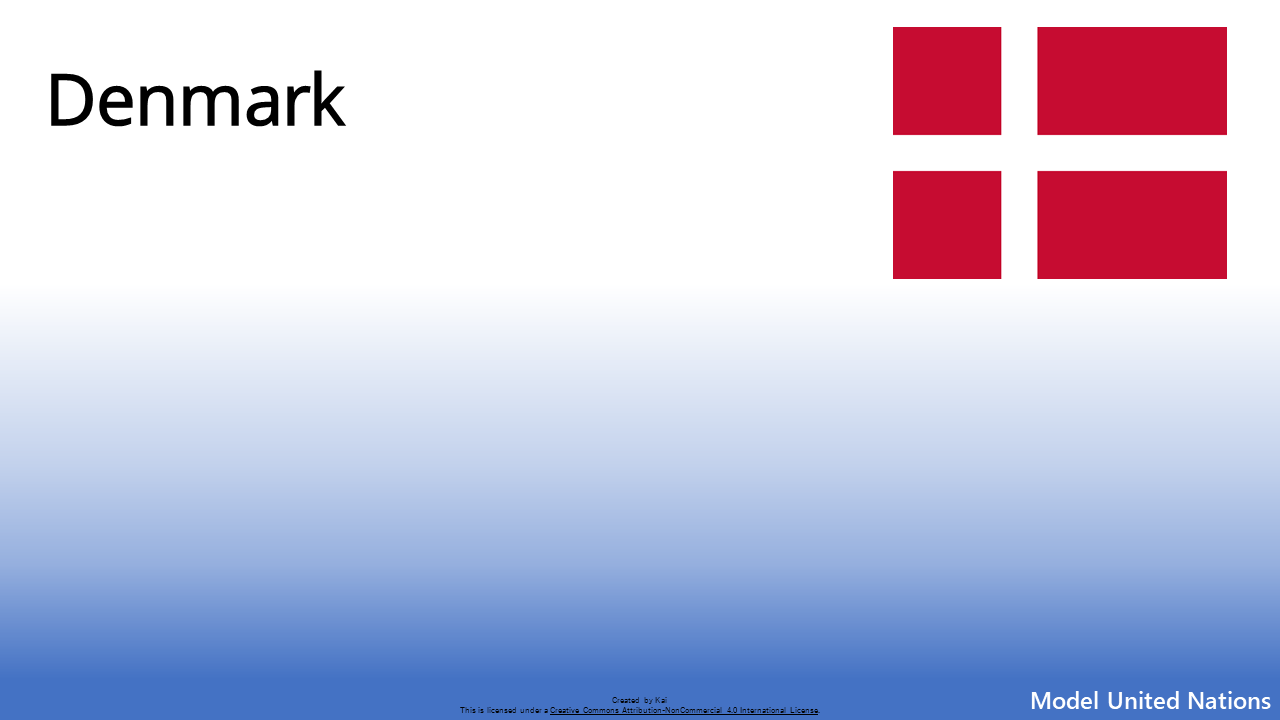 Denmark
Created by Kai
This is licensed under a Creative Commons Attribution-NonCommercial 4.0 International License.
Model United Nations